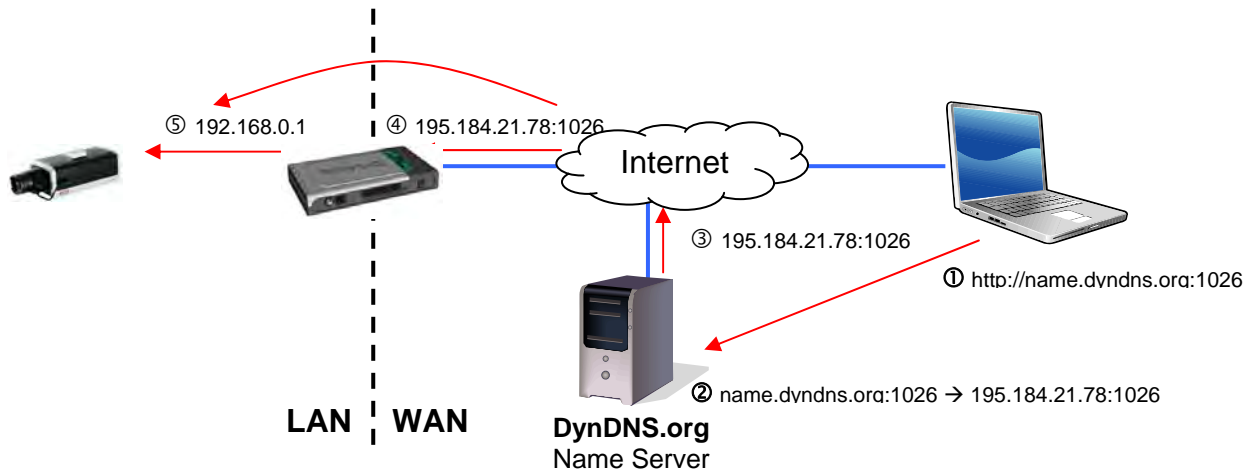 ⑤ 192.168.0.1
④ 195.184.21.78:1026
Internet
③ 195.184.21.78:1026
① http://name.dyndns.org:1026
② name.dyndns.org:1026 → 195.184.21.78:1026
LAN WAN
DynDNS.org
Name Server